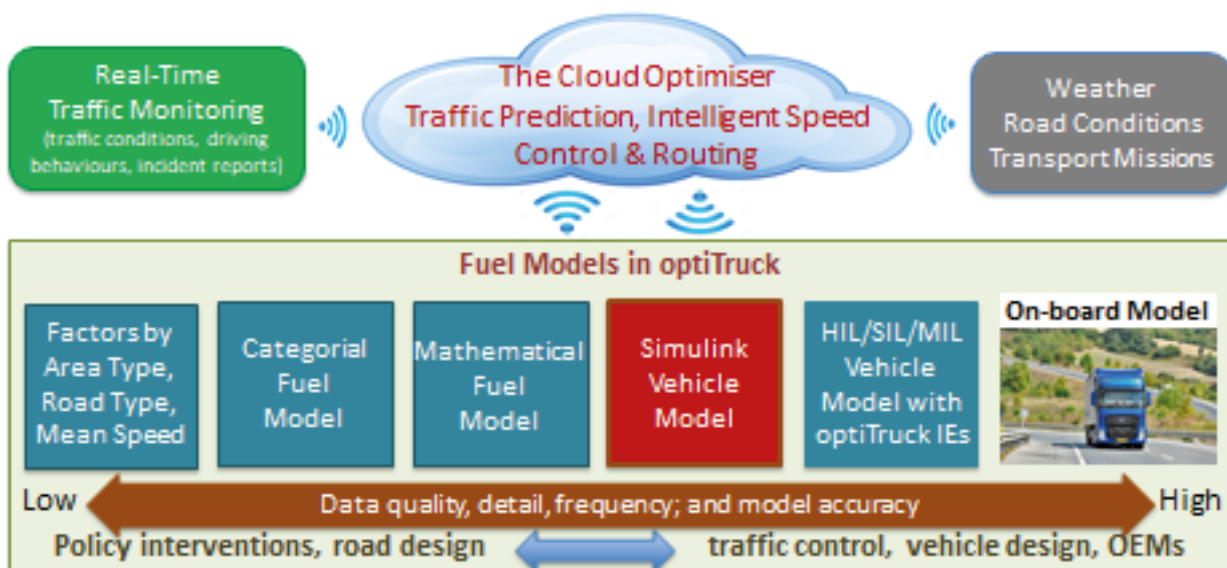 Real-Time
Traffic Monitoring
(traffic conditions, driving
behaviours, incident reports)
The Cloud Optimiser
Traffic Prediction, Intelligent Speed
Control & Routing
Weather
Road Conditions
Transport Missions
Fuel Models in optiTruck
Factors by
Area Type,
Road Type,
Mean Speed
Categorial
Fuel
Model
Mathematical
Fuel
Model
Simulink
Vehicle
Model
HIL/SIL/MIL
Vehicle
Model with
optiTruck IEs
On-board Model
Low
Data quality, detail, frequency; and model accuracy
High
Policy interventions, road design
traffic control, vehicle design, OEMs